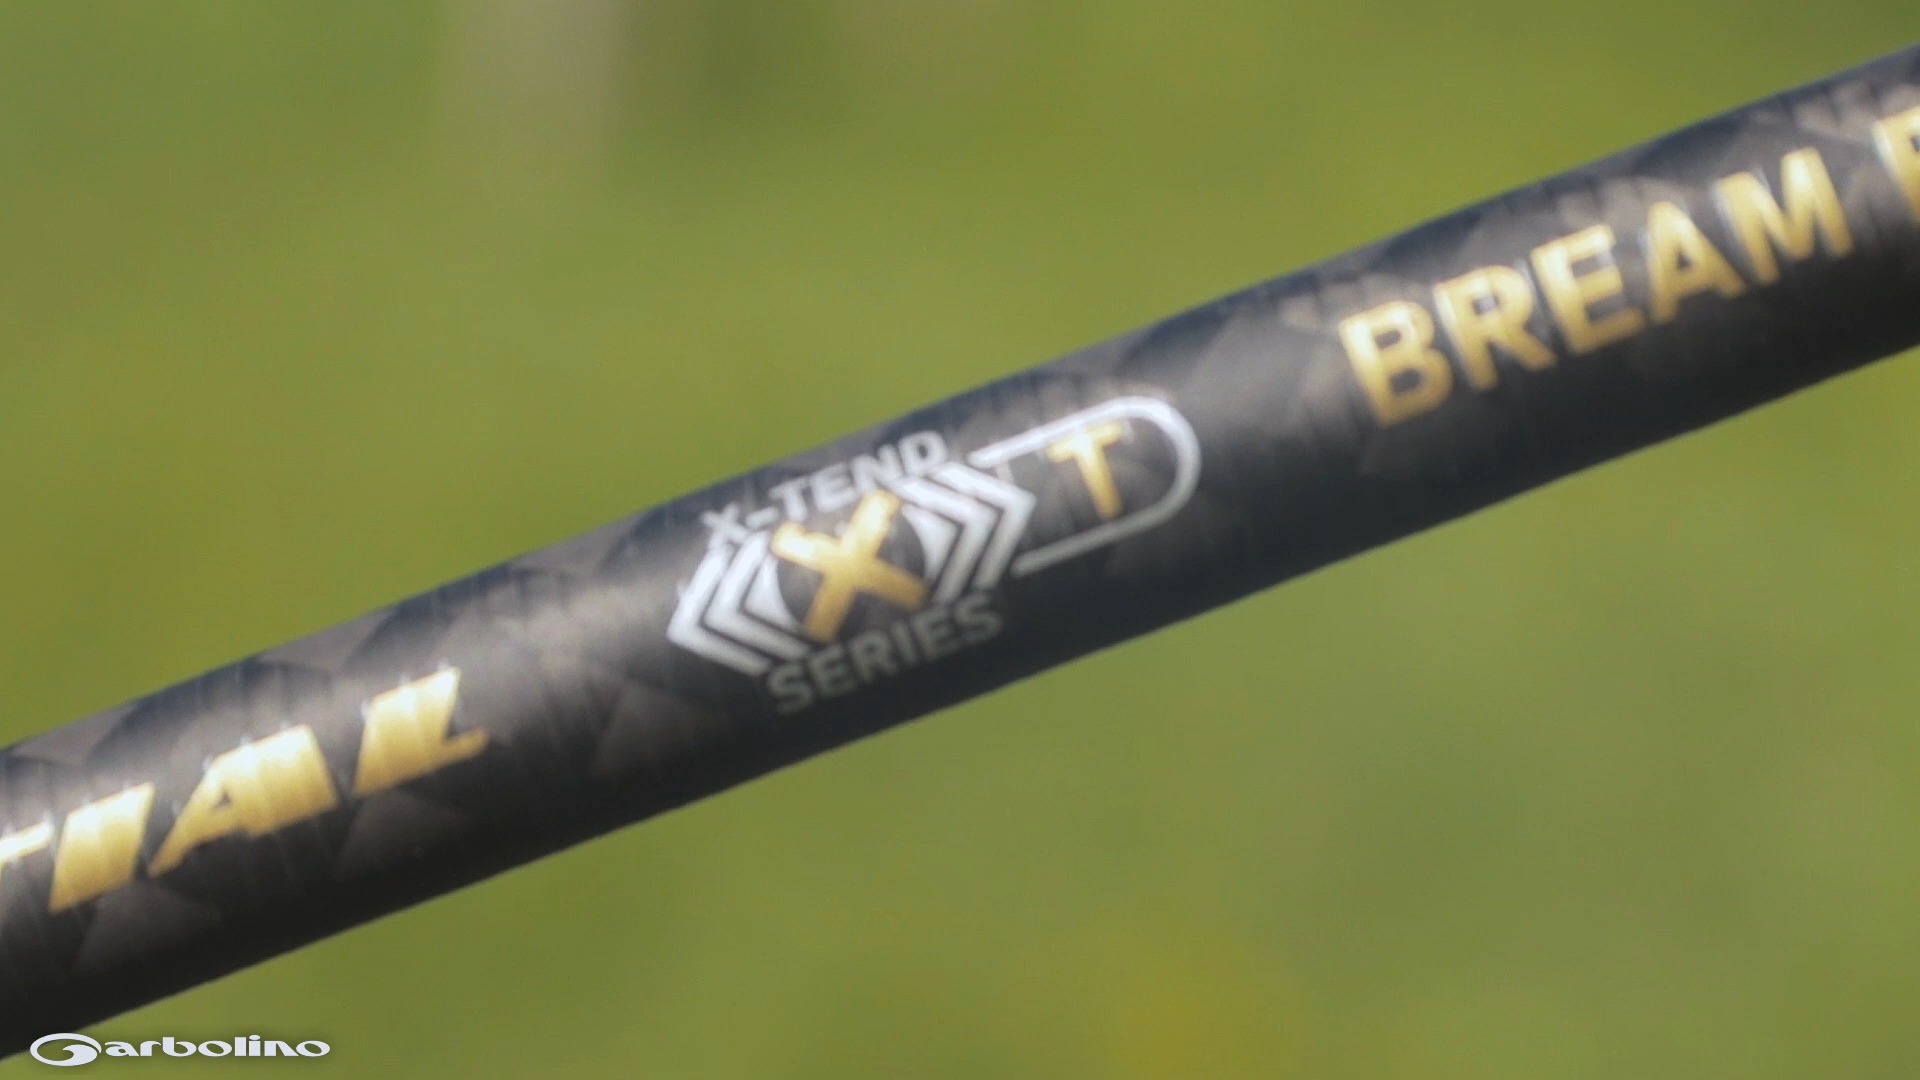 X-TEND
X T
SERIES
BREAM
Garbolino